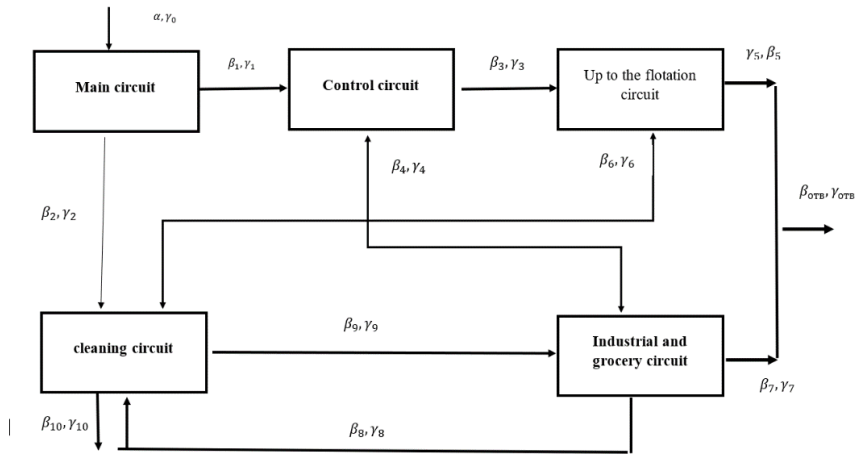 α, γ₀
Main circuit
β₁, γ₁
Control circuit
β₃, γ₃
Up to the flotation
circuit
γ₅, β₅
β₄, γ₄
β₆, γ₆
β₂, γ₂
βотв, γотв
cleaning circuit
β₉, γ₉
Industrial and
grocery circuit
β₇, γ₇
β₁₀, γ₁₀
β₈, γ₈